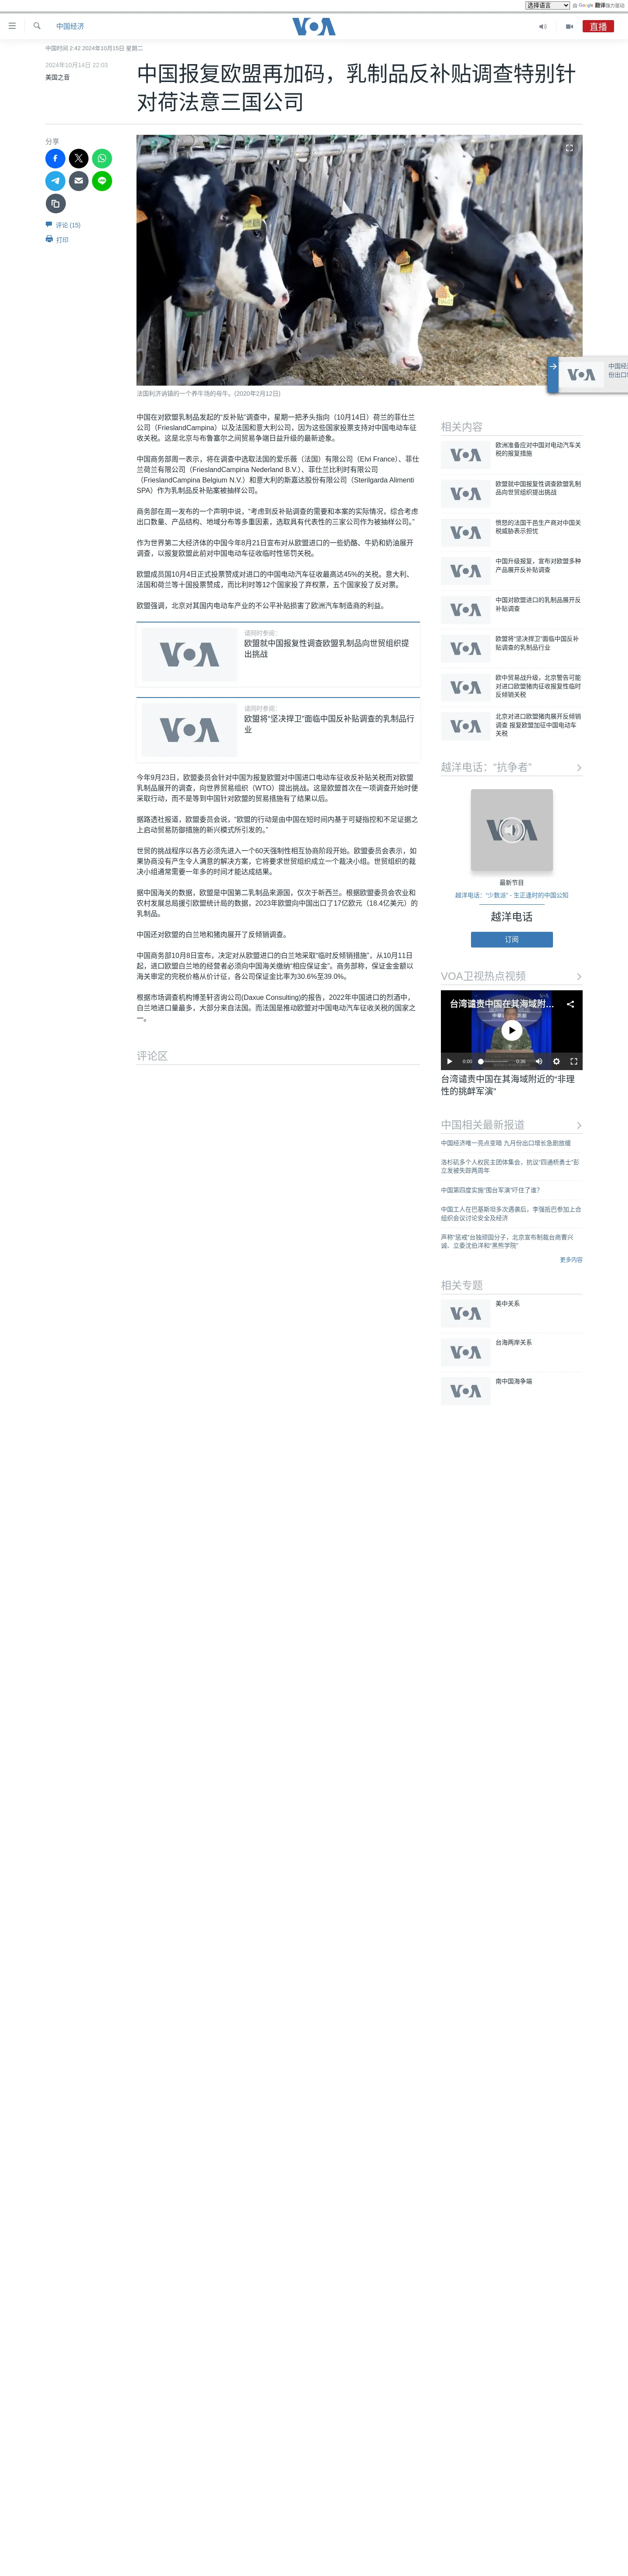 选择语言
由 Google 翻译强力驱动
中国经济
VOA
直播
中国时间 2:42 2024年10月15日 星期二
2024年10月14日 22:03
美国之音
中国报复欧盟再加码，乳制品反补贴调查特别针
对荷法意三国公司
分享
评论 (15)
打印
法国利济讷镇的一个养牛场的母牛。(2020年2月12日)
中国在对欧盟乳制品发起的“反补贴”调查中，星期一把矛头指向（10月14日）荷兰的菲仕兰
公司（FrieslandCampina）以及法国和意大利公司，因为这些国家投票支持对中国电动车征
收关税。这是北京与布鲁塞尔之间贸易争端日益升级的最新迹象。
中国商务部周一表示，将在调查中选取法国的爱乐薇（法国）有限公司（Elvi France）、菲仕
兰荷兰有限公司（FrieslandCampina Nederland B.V.）、菲仕兰比利时有限公司
（FrieslandCampina Belgium N.V.）和意大利的斯嘉达股份有限公司（Sterilgarda Alimenti
SPA）作为乳制品反补贴案被抽样公司。
商务部在周一发布的一个声明中说，“考虑到反补贴调查的需要和本案的实际情况，综合考虑
出口数量、产品结构、地域分布等多重因素，选取具有代表性的三家公司作为被抽样公司。”
作为世界第二大经济体的中国今年8月21日宣布对从欧盟进口的一些奶酪、牛奶和奶油展开
调查，以报复欧盟此前对中国电动车征收临时性惩罚关税。
欧盟成员国10月4日正式投票赞成对进口的中国电动汽车征收最高达45%的关税。意大利、
法国和荷兰等十国投票赞成，而比利时等12个国家投了弃权票，五个国家投了反对票。
欧盟强调，北京对其国内电动车产业的不公平补贴损害了欧洲汽车制造商的利益。
VOA
请同时参阅:
欧盟就中国报复性调查欧盟乳制品向世贸组织提
出挑战
VOA
请同时参阅:
欧盟将“坚决捍卫”面临中国反补贴调查的乳制品行
业
今年9月23日，欧盟委员会针对中国为报复欧盟对中国进口电动车征收反补贴关税而对欧盟
乳制品展开的调查，向世界贸易组织（WTO）提出挑战。这是欧盟首次在一项调查开始时便
采取行动，而不是等到中国针对欧盟的贸易措施有了结果以后。
据路透社报道，欧盟委员会说，“欧盟的行动是由中国在短时间内基于可疑指控和不足证据之
上启动贸易防御措施的新兴模式所引发的。”
世贸的挑战程序以各方必须先进入一个60天强制性相互协商阶段开始。欧盟委员会表示，如
果协商没有产生令人满意的解决方案，它将要求世贸组织成立一个裁决小组。世贸组织的裁
决小组通常需要一年多的时间才能达成结果。
据中国海关的数据，欧盟是中国第二乳制品来源国，仅次于新西兰。根据欧盟委员会农业和
农村发展总局援引欧盟统计局的数据，2023年欧盟向中国出口了17亿欧元（18.4亿美元）的
乳制品。
中国还对欧盟的白兰地和猪肉展开了反倾销调查。
中国商务部10月8日宣布，决定对从欧盟进口的白兰地采取“临时反倾销措施”，从10月11日
起，进口欧盟白兰地的经营者必须向中国海关缴纳“相应保证金”。商务部称，保证金金额以
海关审定的完税价格从价计征，各公司保证金比率为30.6%至39.0%。
根据市场调查机构博圣轩咨询公司(Daxue Consulting)的报告，2022年中国进口的烈酒中，
白兰地进口量最多，大部分来自法国。而法国是推动欧盟对中国电动汽车征收关税的国家之
一。
评论区
VOA
中国经济
份出口增
相关内容
VOA
欧洲准备应对中国对电动汽车关
税的报复措施
VOA
欧盟就中国报复性调查欧盟乳制
品向世贸组织提出挑战
VOA
愤怒的法国干邑生产商对中国关
税威胁表示担忧
VOA
中国升级报复，宣布对欧盟多种
产品展开反补贴调查
VOA
中国对欧盟进口的乳制品展开反
补贴调查
VOA
欧盟将“坚决捍卫”面临中国反补
贴调查的乳制品行业
VOA
欧中贸易战升级，北京警告可能
对进口欧盟猪肉征收报复性临时
反倾销关税
VOA
北京对进口欧盟猪肉展开反倾销
调查 报复欧盟加征中国电动车
关税
越洋电话：“抗争者”
VOA
最新节目
越洋电话：“少数派” - 生正逢时的中国公知
越洋电话
订阅
VOA卫视热点视频
台湾谴责中国在其海域附...
0:00
0:36
台湾谴责中国在其海域附近的“非理
性的挑衅军演”
中国相关最新报道
中国经济唯一亮点变暗 九月份出口增长急剧放缓
洛杉矶多个人权民主团体集会，抗议“四通桥勇士”彭
立发被失踪两周年
中国第四度实施“围台军演”吓住了谁？
中国工人在巴基斯坦多次遇袭后，李强抵巴参加上合
组织会议讨论安全及经济
声称“惩戒”台独顽固分子，北京宣布制裁台商曹兴
诚、立委沈伯洋和“黑熊学院”
更多内容
相关专题
VOA
美中关系
VOA
台海两岸关系
VOA
南中国海争端